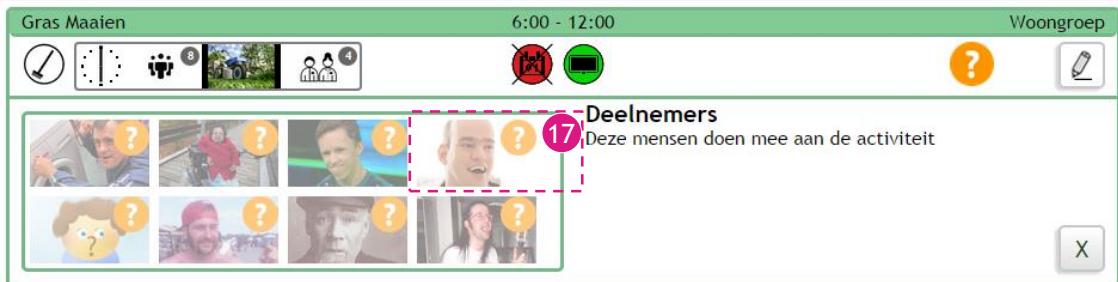 Gras Maaien 6:00 - 12:00 Woongroep
8 4 ?
Deelnemers
? ? ? ? 17 Deze mensen doen mee aan de activiteit
? ? ? ? ?
X